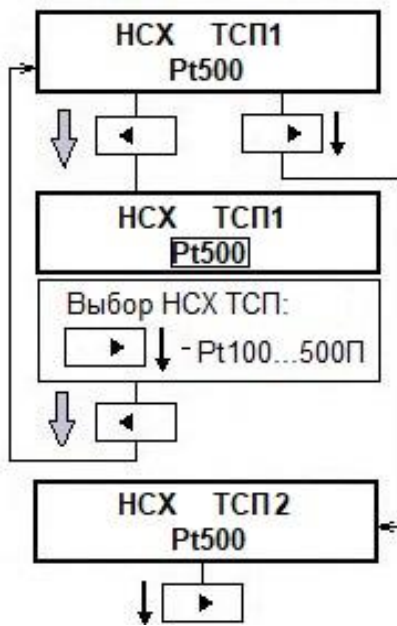 НСХ ТСП1
Pt500
НСХ ТСП1
Pt500
Выбор НСХ ТСП:
- Pt100...500П
НСХ ТСП2
Pt500